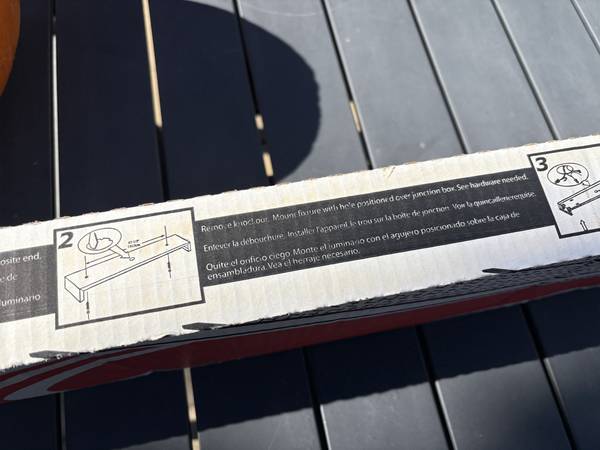 osite end.
e de
luminario
2
Remove knockout. Mount fixture with hole positioned over junction box. See hardware needed.
Enlever la débouchure. Installer l'appareil, le trou sur la boîte de jonction. Voir la quincaillerie requise.
Quite el orificio ciego. Monte el luminario con el agujero posicionado sobre la caja de
ensambladura. Vea el herraje necesario.
3